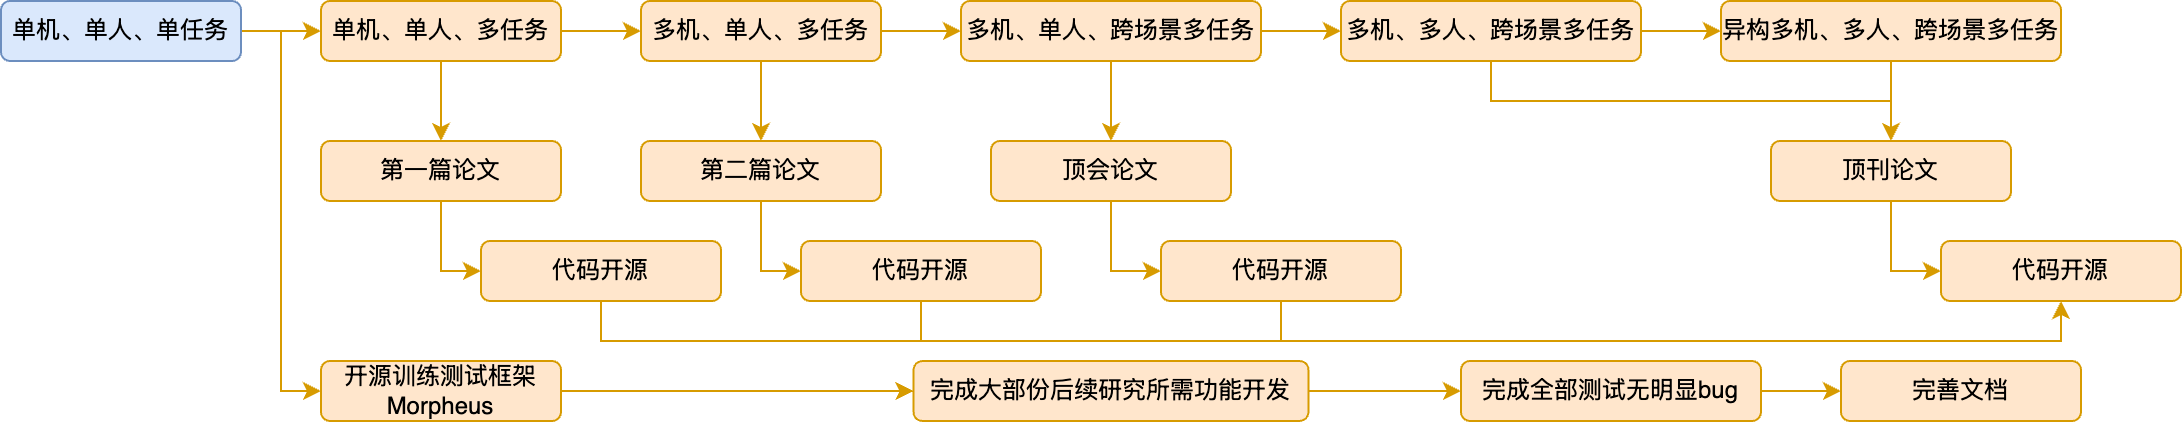 单机、单人、单任务
单机、单人、多任务
多机、单人、多任务
多机、单人、跨场景多任务
多机、多人、跨场景多任务
异构多机、多人、跨场景多任务
第一篇论文
第二篇论文
顶会论文
顶刊论文
代码开源
代码开源
代码开源
代码开源
开源训练测试框架
Morpheus
完成大部份后续研究所需功能开发
完成全部测试无明显bug
完善文档